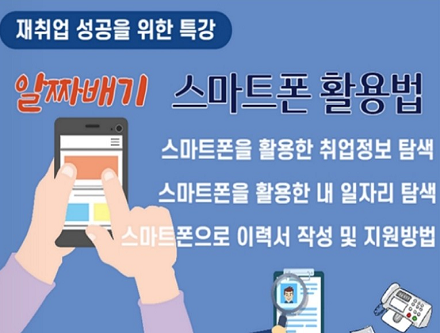 재취업 성공을 위한 특강
알짜배기 스마트폰 활용법
스마트폰을 활용한 취업정보 탐색
스마트폰을 활용한 내 일자리 탐색
스마트폰으로 이력서 작성 및 지원방법